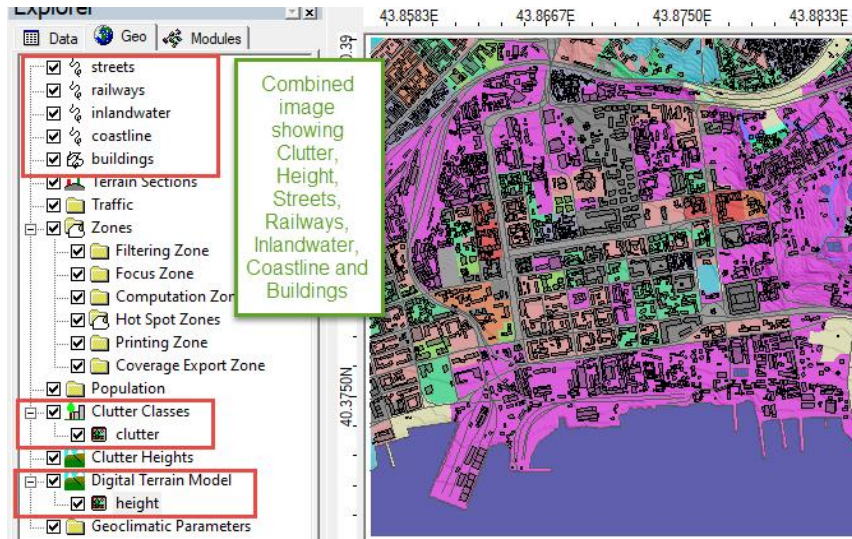 Explorer
Data Geo Modules
streets
railways
inlandwater
coastline
buildings
Terrain Sections
Traffic
Zones
Filtering Zone
Focus Zone
Computation Zon
Hot Spot Zones
Printing Zone
Coverage Export Zone
Population
Clutter Classes
clutter
Clutter Heights
Digital Terrain Model
height
Geoclimatic Parameters
Combined
image
showing
Clutter,
Height,
Streets,
Railways,
Inlandwater,
Coastline and
Buildings
43.8583E 43.8667E 43.8750E 43.8833E
0.39
40.3750N